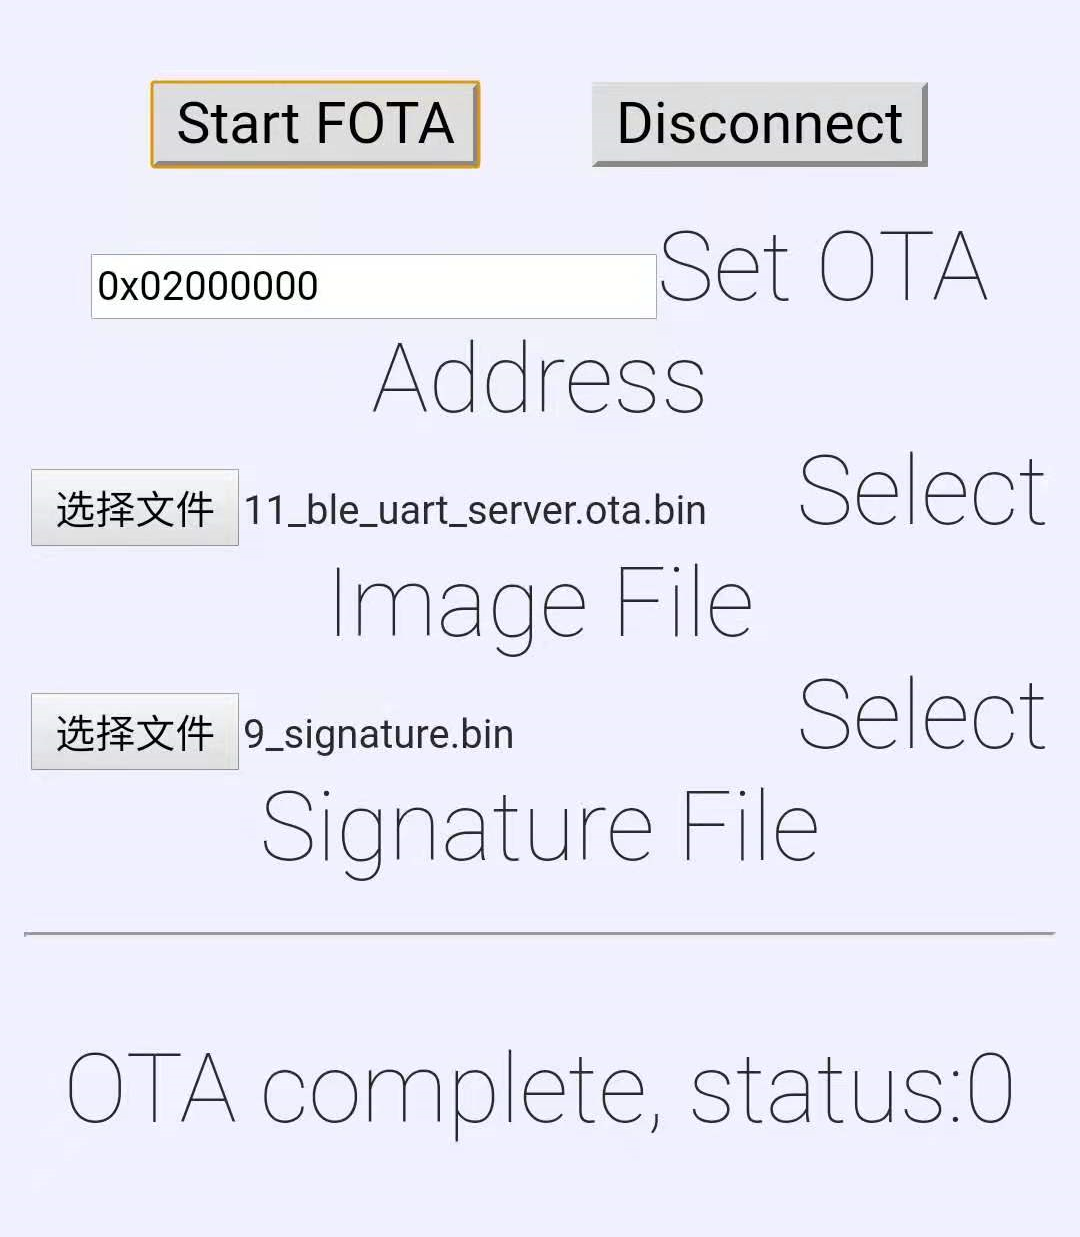 Start FOTA Disconnect
0x02000000 Set OTA
Address
选择文件 11_ble_uart_server.ota.bin Select
Image File
选择文件 9_signature.bin Select
Signature File
OTA complete, status:0